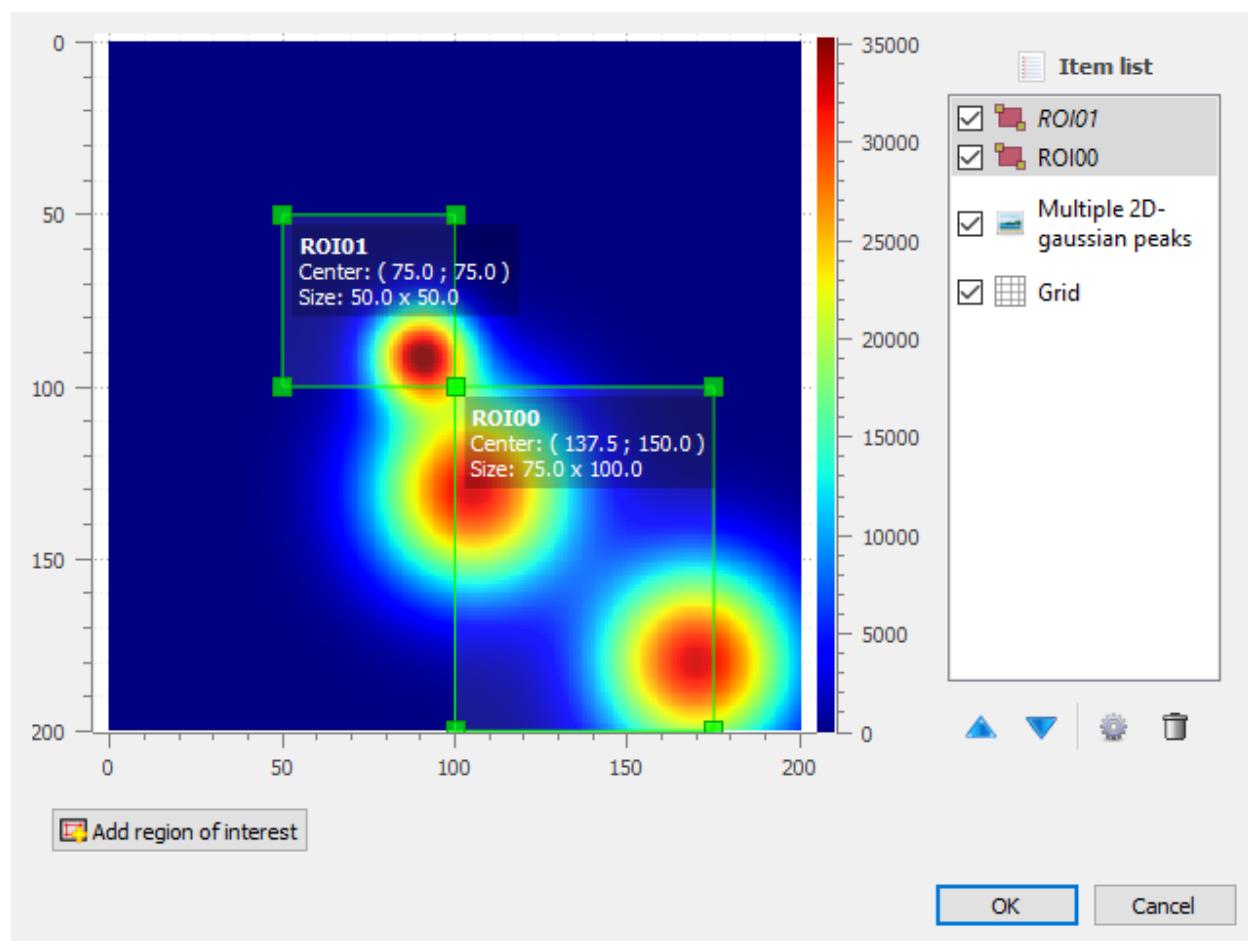 0
50
100
150
200
0
50
100
150
200
35000
30000
25000
20000
15000
10000
5000
0
ROI01
Center: ( 75.0 ; 75.0 )
Size: 50.0 x 50.0
ROI00
Center: ( 137.5 ; 150.0 )
Size: 75.0 x 100.0
Item list
ROI01
ROI00
Multiple 2D-
gaussian peaks
Grid
Add region of interest
OK
Cancel